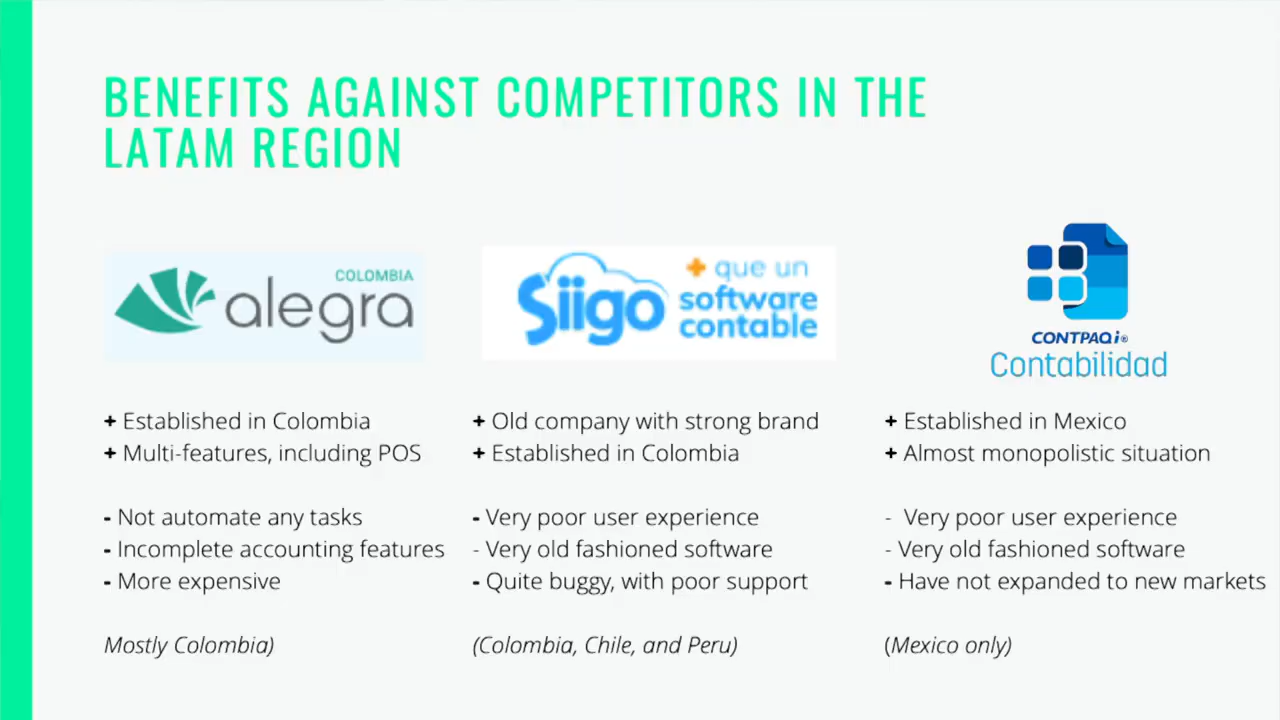 BENEFITS AGAINST COMPETITORS IN THE
LATAM REGION
COLOMBIA
alegra
Siigo
+ que un
software
contable
CONTPAQi®
Contabilidad
+ Established in Colombia
+ Multi-features, including POS
- Not automate any tasks
- Incomplete accounting features
- More expensive
Mostly Colombia)
+ Old company with strong brand
+ Established in Colombia
- Very poor user experience
- Very old fashioned software
- Quite buggy, with poor support
(Colombia, Chile, and Peru)
+ Established in Mexico
+ Almost monopolistic situation
- Very poor user experience
- Very old fashioned software
- Have not expanded to new markets
(Mexico only)